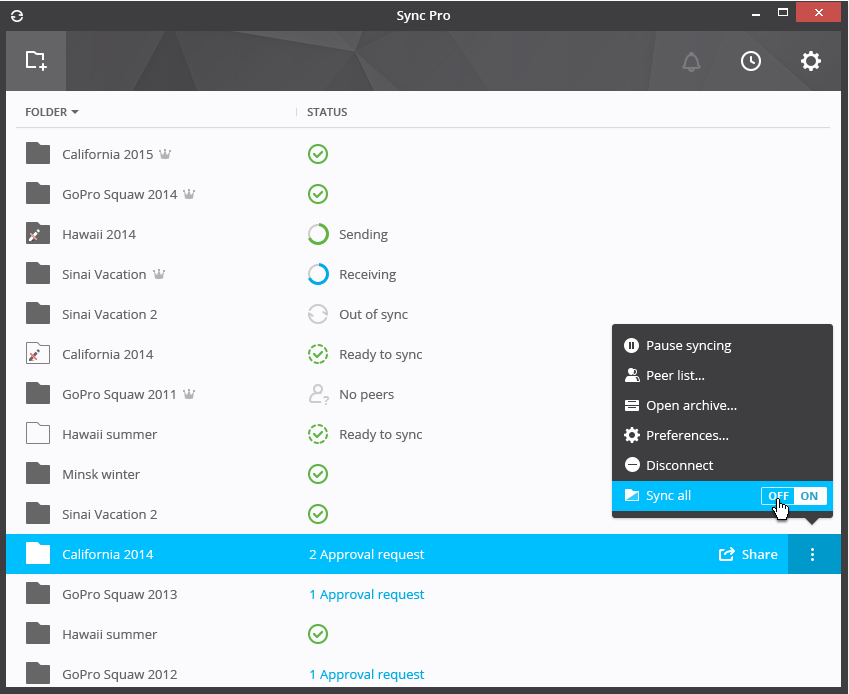 Sync Pro
FOLDER STATUS
California 2015
GoPro Squaw 2014
Hawaii 2014 Sending
Sinai Vacation Receiving
Sinai Vacation 2 Out of sync
California 2014 Ready to sync
GoPro Squaw 2011 No peers
Hawaii summer Ready to sync
Minsk winter
Sinai Vacation 2
California 2014 2 Approval request Share
GoPro Squaw 2013 1 Approval request
Hawaii summer
GoPro Squaw 2012 1 Approval request
Pause syncing
Peer list...
Open archive...
Preferences...
Disconnect
Sync all OFF ON